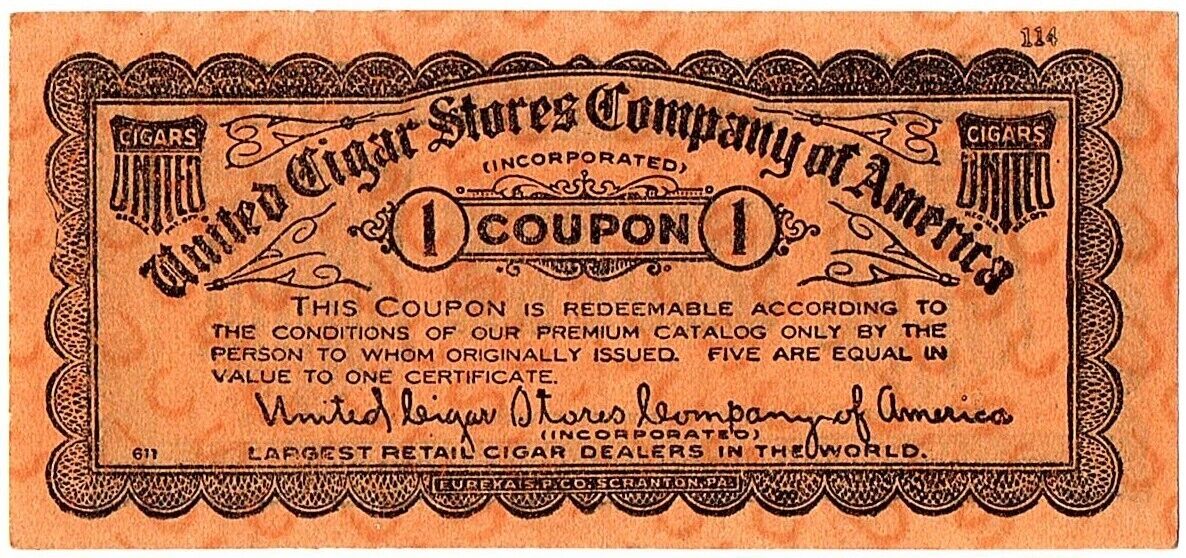 114
United Cigar Stores Company of America
(INCORPORATED)
CIGARS
UNITED
CIGARS
UNITED
1 COUPON 1
THIS COUPON IS REDEEMABLE ACCORDING TO
THE CONDITIONS OF OUR PREMIUM CATALOG ONLY BY THE
PERSON TO WHOM ORIGINALLY ISSUED. FIVE ARE EQUAL IN
VALUE TO ONE CERTIFICATE.
United Cigar Stores Company of America
(INCORPORATED)
611 LARGEST RETAIL CIGAR DEALERS IN THE WORLD.
EUREKA S.P.CO. SCRANTON, PA.